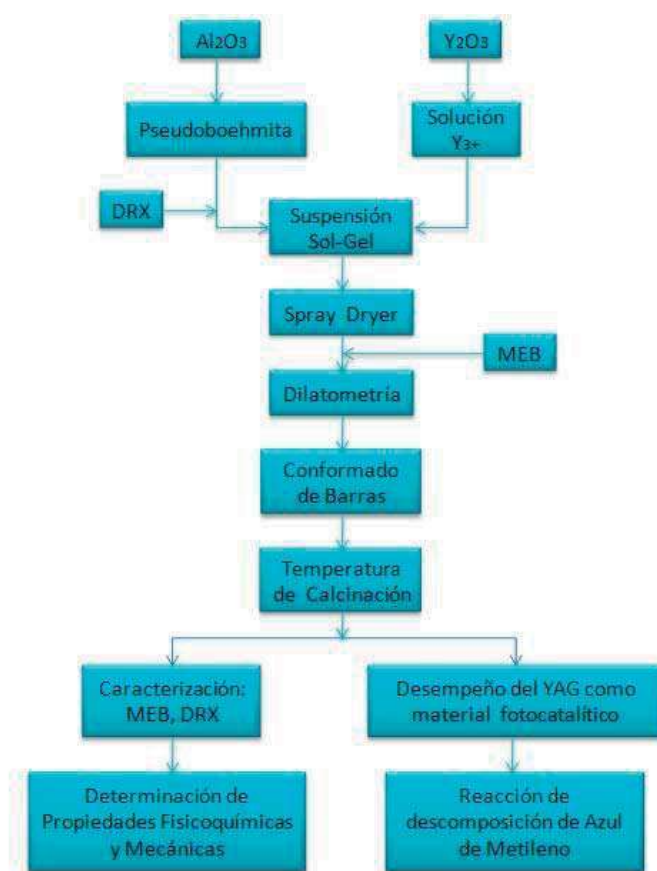 Al2O3
Y2O3
Pseudoboehmita
Solución
Y3+
DRX
Suspensión
Sol-Gel
Spray Dryer
MEB
Dilatometría
Conformado
de Barras
Temperatura
de Calcinación
Caracterización:
MEB, DRX
Desempeño del YAG como
material fotocatalítico
Determinación de
Propiedades Fisicoquímicas
y Mecánicas
Reacción de
descomposición de Azul
de Metileno